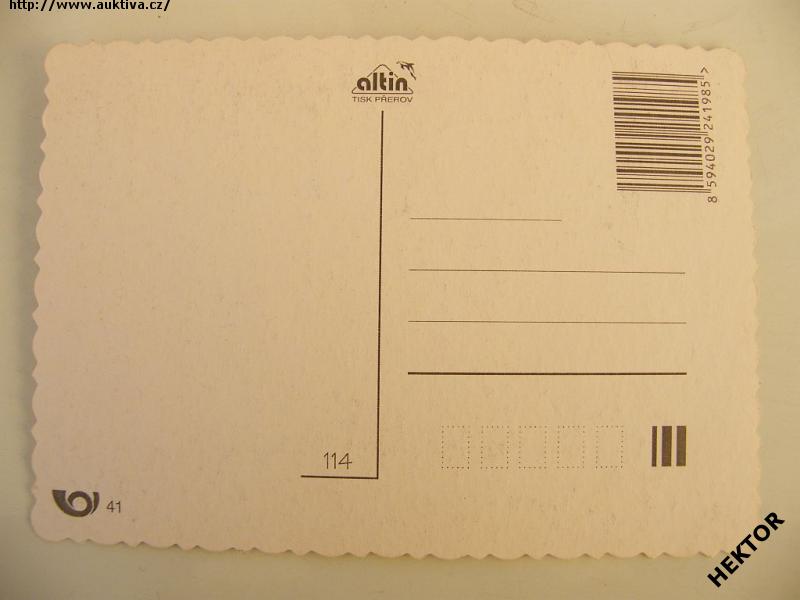 http://www.auktiva.cz/
altin
TISK PŘEROV
8 594029 241985 >
114
41
HEKTOR